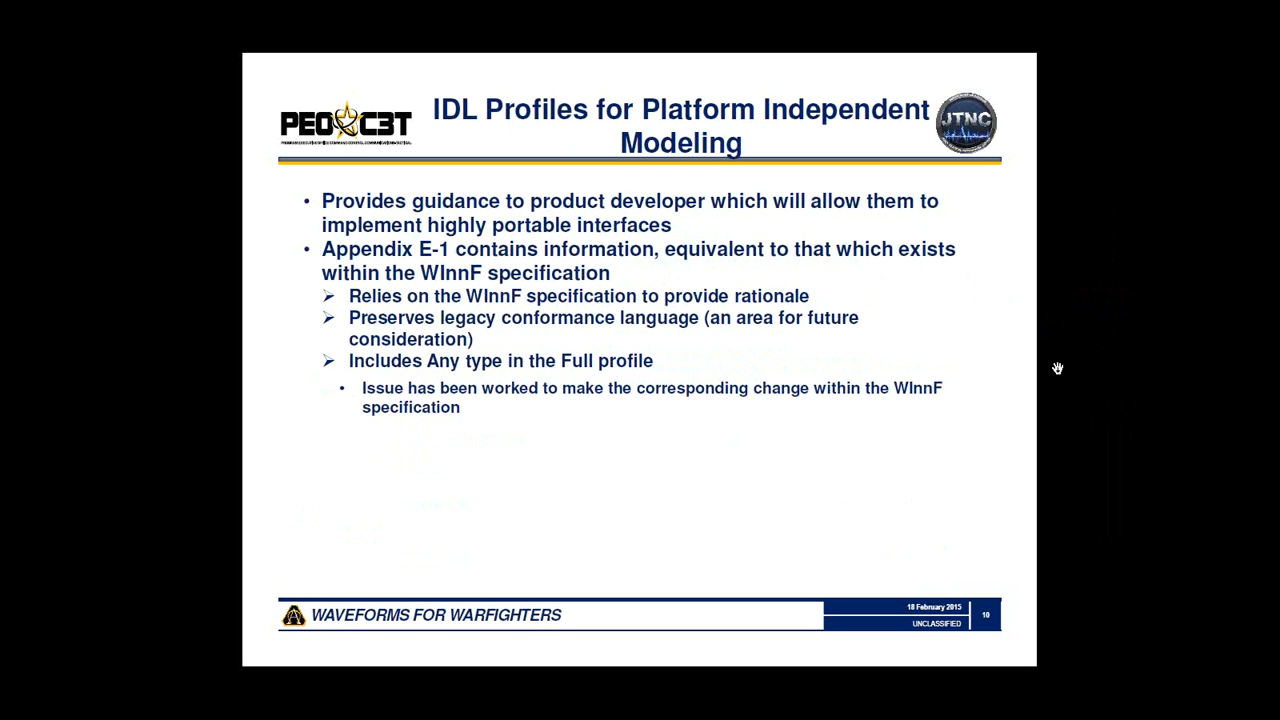 PEO C3T
IDL Profiles for Platform Independent
Modeling
JTNC
• Provides guidance to product developer which will allow them to
implement highly portable interfaces
• Appendix E-1 contains information, equivalent to that which exists
within the WInnF specification
➢ Relies on the WInnF specification to provide rationale
➢ Preserves legacy conformance language (an area for future
consideration)
➢ Includes Any type in the Full profile
• Issue has been worked to make the corresponding change within the WInnF
specification
WAVEFORMS FOR WARFIGHTERS
18 February 2015
UNCLASSIFIED
10